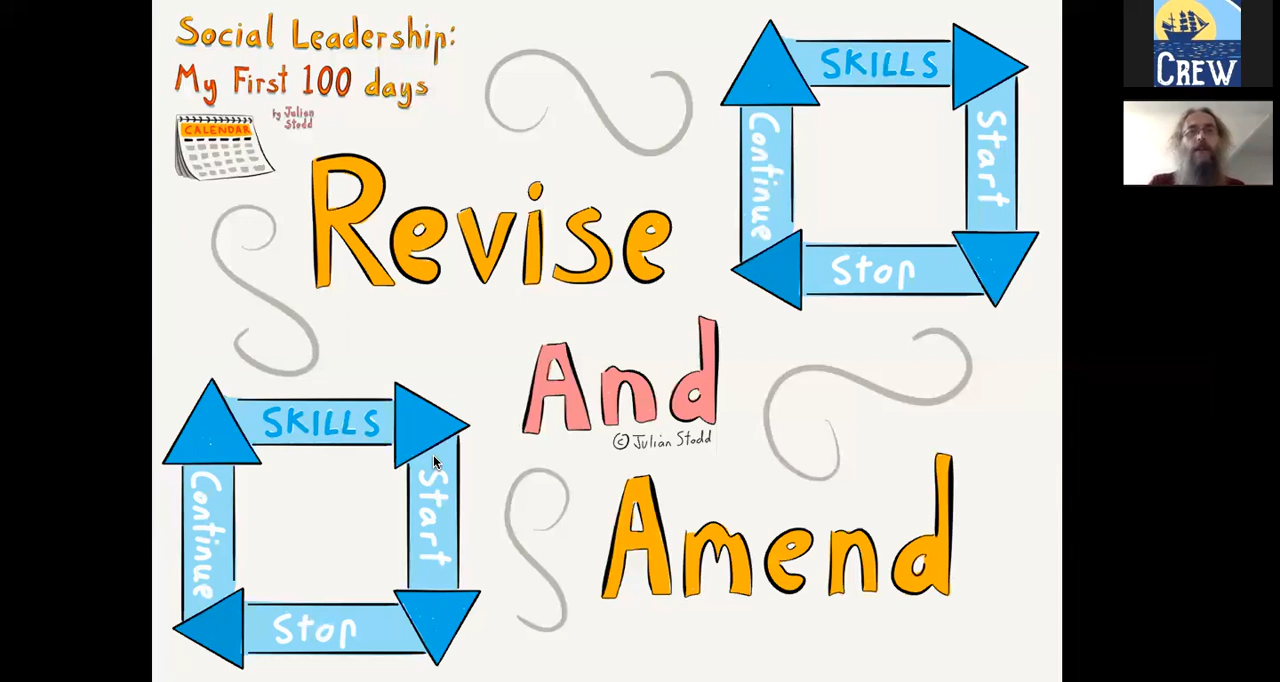 Social Leadership:
My First 100 days
by Julian
Stodd
CALENDAR
Revise
And
© Julian Stodd
Amend
SKILLS
Start
Stop
Continue
SKILLS
Start
Stop
Continue
CREW